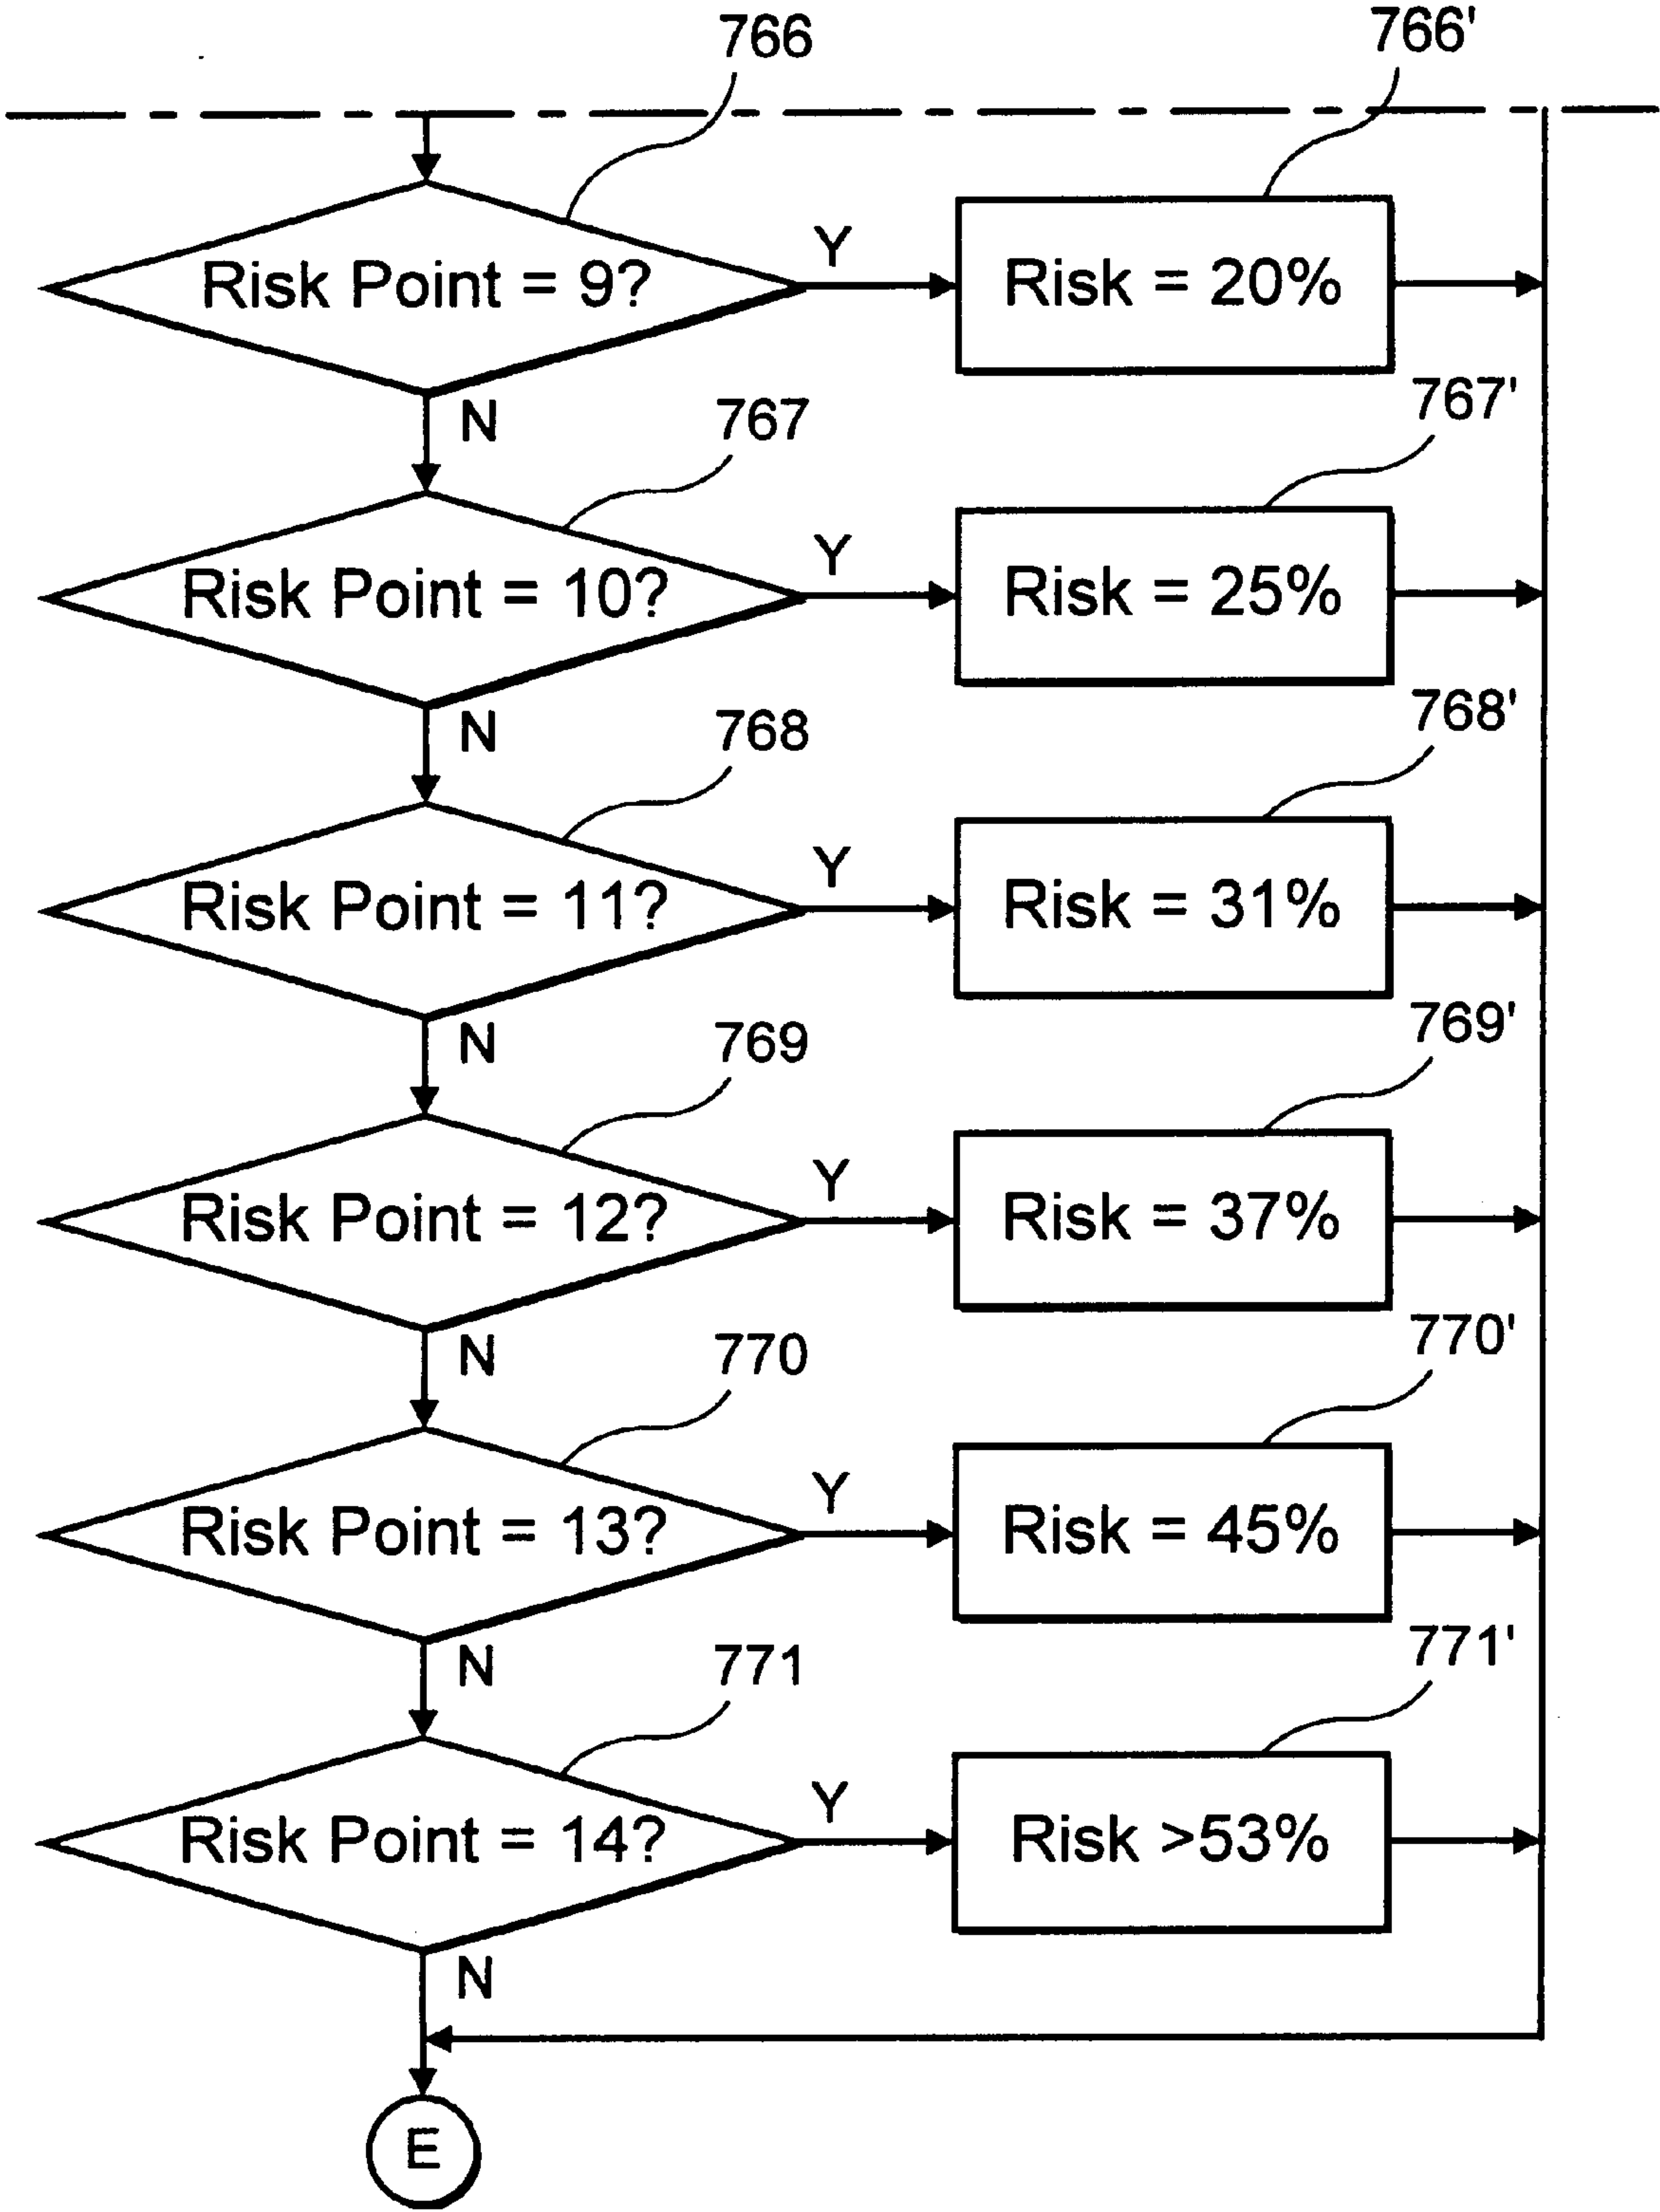 766 766'
Risk Point = 9? Y Risk = 20%
N 767 767'
Risk Point = 10? Y Risk = 25%
N 768 768'
Risk Point = 11? Y Risk = 31%
N 769 769'
Risk Point = 12? Y Risk = 37%
N 770 770'
Risk Point = 13? Y Risk = 45%
N 771 771'
Risk Point = 14? Y Risk >53%
N
E